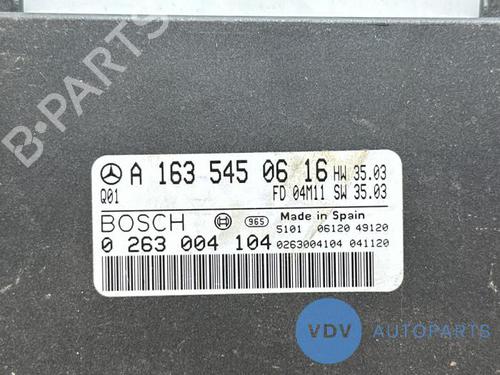 A 163 545 06 16 HW 35.03
Q01 FD 04M11 SW 35.03
BOSCH 965 Made in Spain
S101 06120 49120
0 263 004 104 0263004104 041120
B-PARTS
VDV AUTOPARTS